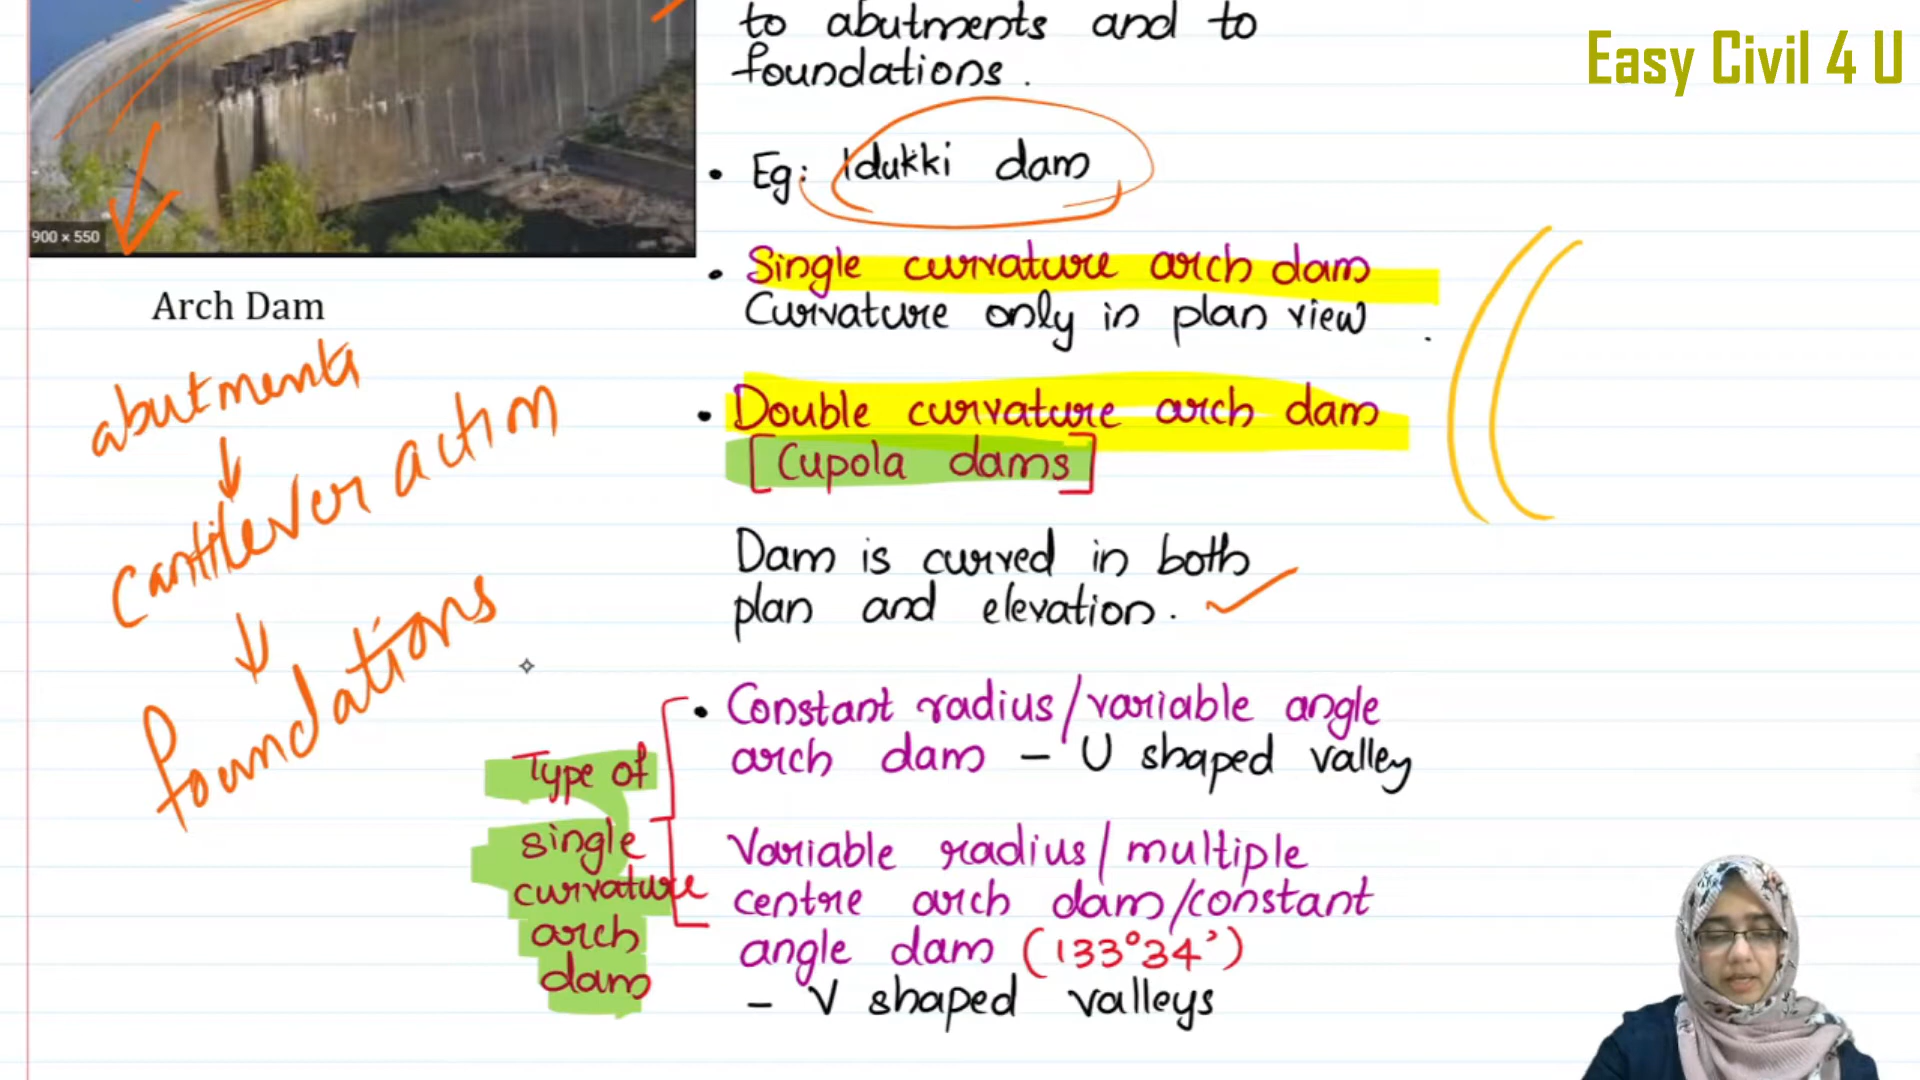 to abutments and to
foundations.
Easy Civil 4 U
• Eg: Idukki dam
900 × 550
• Single curvature arch dam
Curvature only in plan view.
Arch Dam
abutments
↓
cantilever action
↓
foundations
• Double curvature arch dam
[Cupola dams]
Dam is curved in both
plan and elevation.
Type of
single
curvature
arch
dam
• Constant radius/variable angle
arch dam – U shaped valley
Variable radius/multiple
centre arch dam/constant
angle dam (133°34')
– V shaped valleys